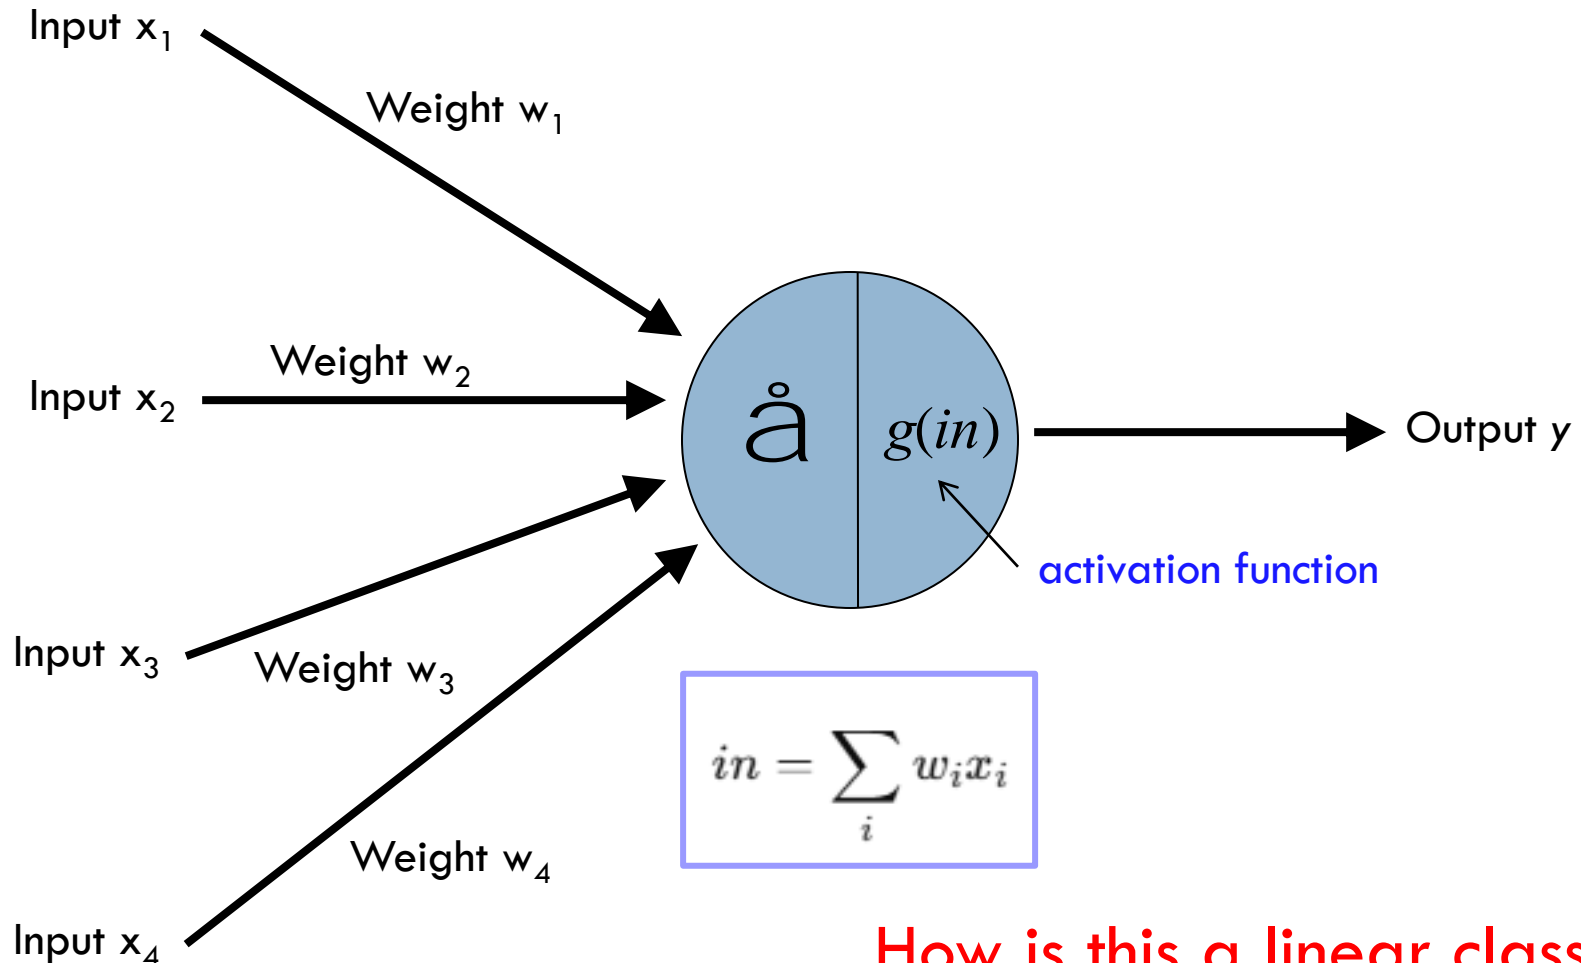 Input x₁
Weight w₁
Weight w₂
Input x₂
å
g(in)
Output y
activation function
Input x₃
Weight w₃
in = ∑ᵢ wᵢxᵢ
Weight w₄
Input x₄
How is this a linear class